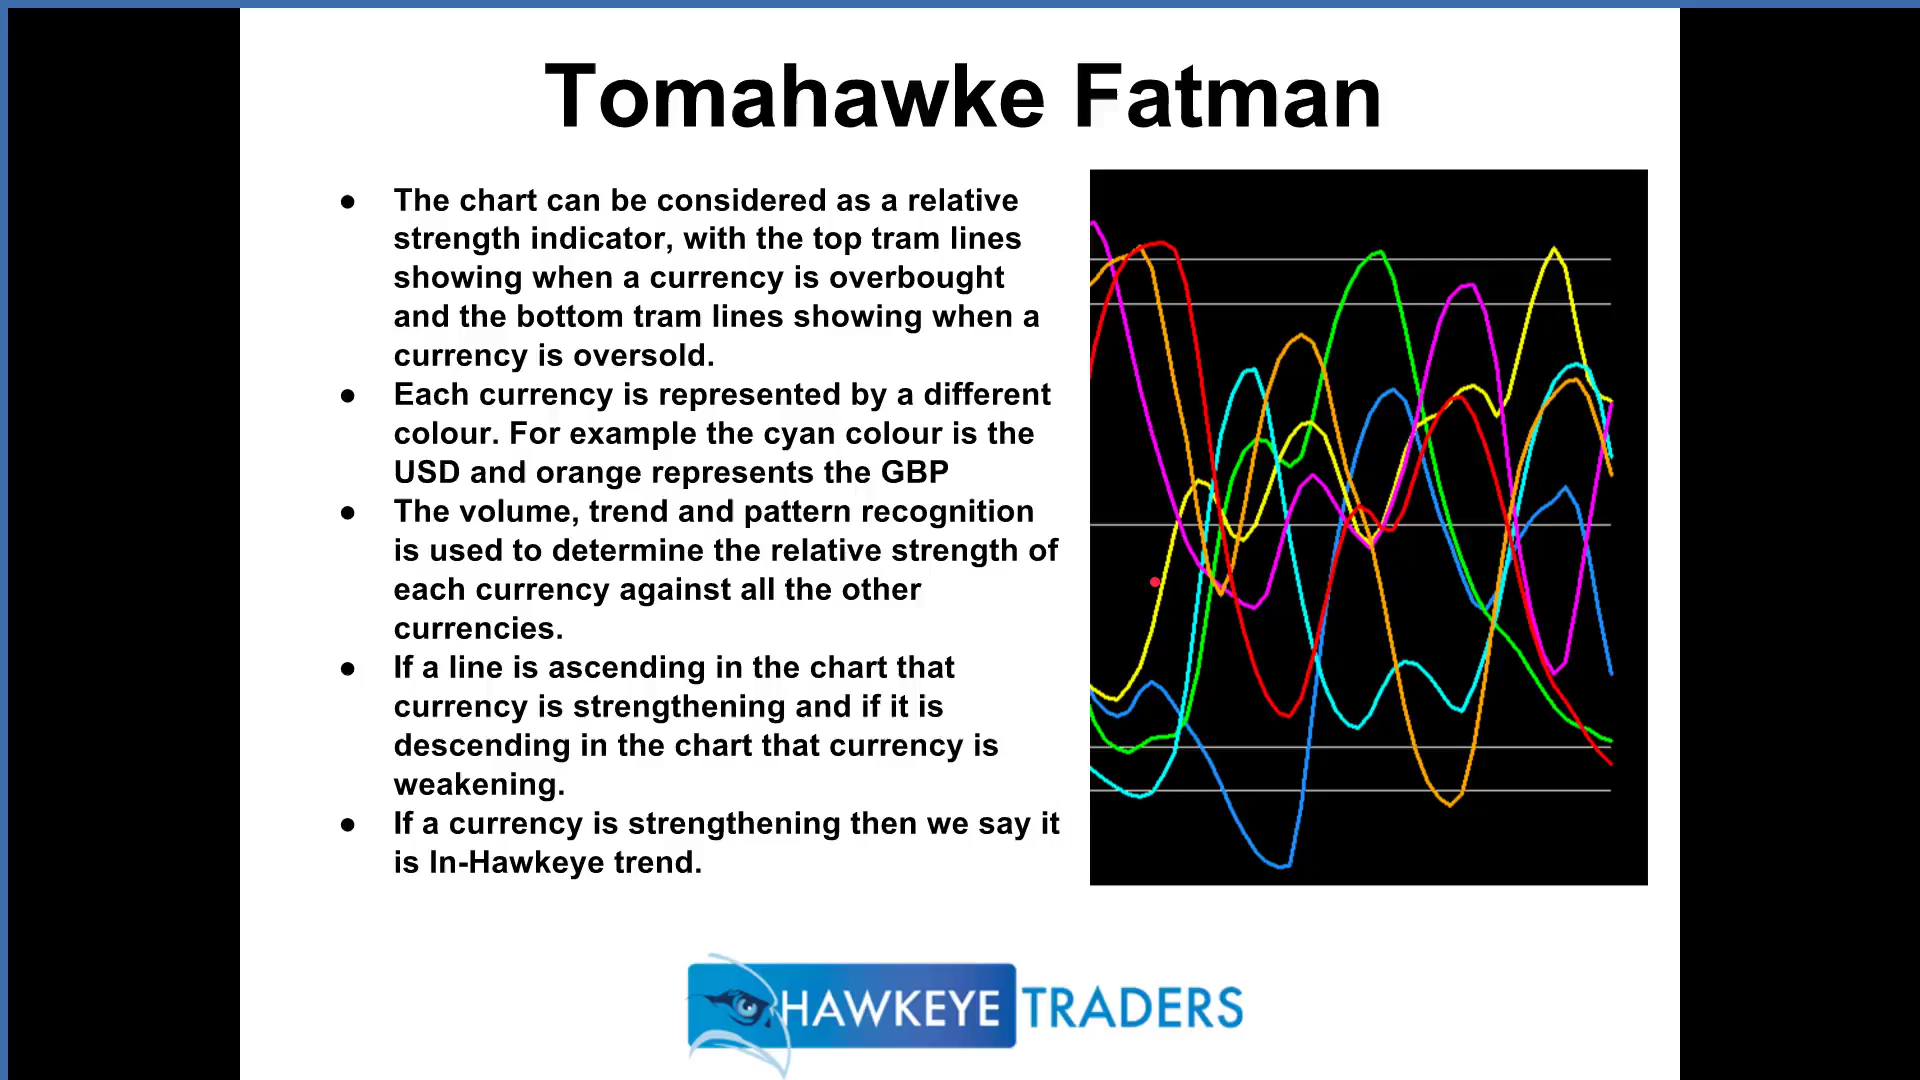 Tomahawke Fatman
● The chart can be considered as a relative
strength indicator, with the top tram lines
showing when a currency is overbought
and the bottom tram lines showing when a
currency is oversold.
● Each currency is represented by a different
colour. For example the cyan colour is the
USD and orange represents the GBP
● The volume, trend and pattern recognition
is used to determine the relative strength of
each currency against all the other
currencies.
● If a line is ascending in the chart that
currency is strengthening and if it is
descending in the chart that currency is
weakening.
● If a currency is strengthening then we say it
is In-Hawkeye trend.
HAWKEYE TRADERS